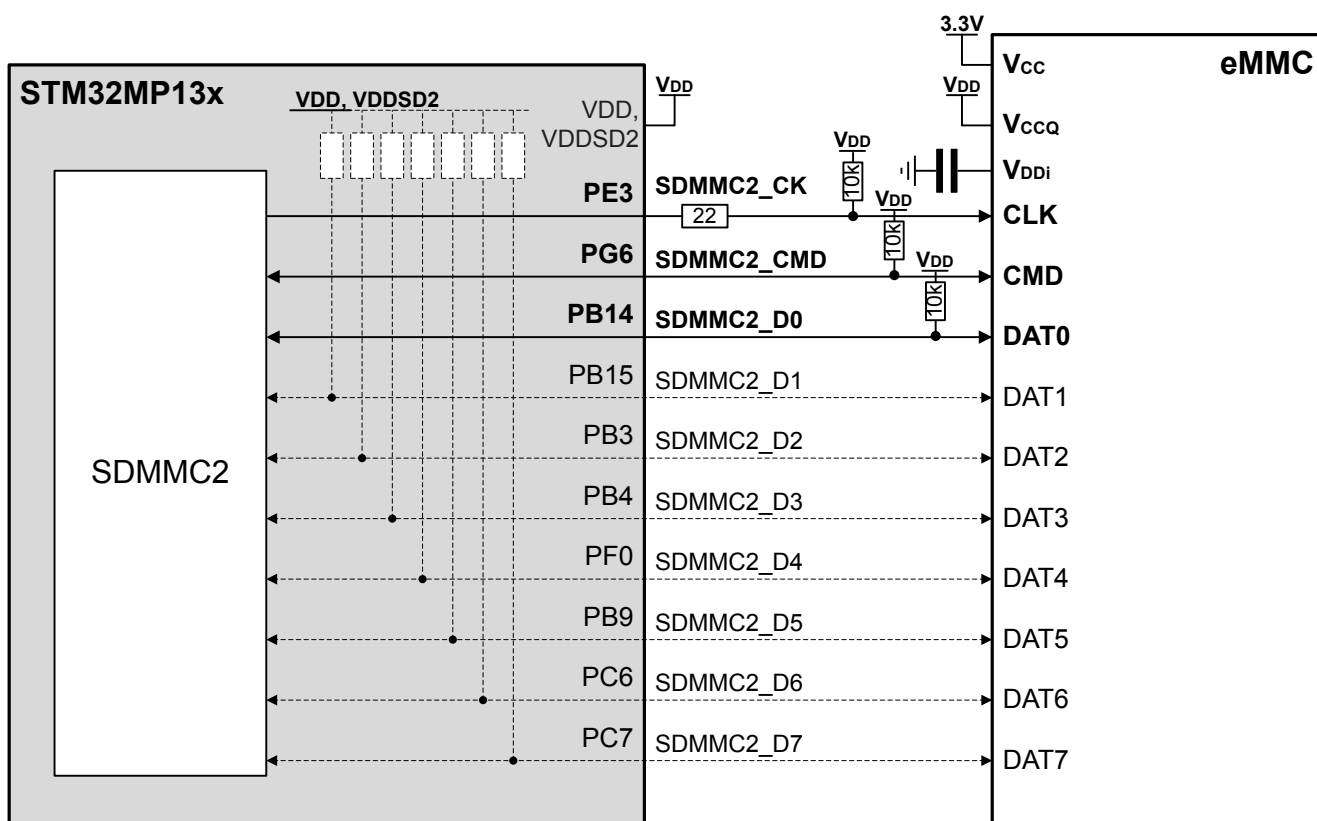 3.3V
STM32MP13x
VDD, VDDSD2
VDD,
VDDSD2
VDD
eMMC
VCC
VDD
VCCQ
VDDi
PE3
SDMMC2_CK
22
VDD
10k
CLK
PG6
SDMMC2_CMD
VDD
10k
CMD
PB14
SDMMC2_D0
VDD
10k
DAT0
PB15
SDMMC2_D1
DAT1
PB3
SDMMC2_D2
DAT2
SDMMC2
PB4
SDMMC2_D3
DAT3
PF0
SDMMC2_D4
DAT4
PB9
SDMMC2_D5
DAT5
PC6
SDMMC2_D6
DAT6
PC7
SDMMC2_D7
DAT7